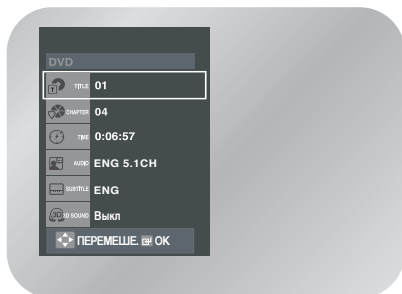 DVD
TITLE 01
CHAPTER 04
TIME 0:06:57
AUDIO ENG 5.1CH
SUBTITLE ENG
3D SOUND Выкл
ПЕРЕМЕШЕ. OK